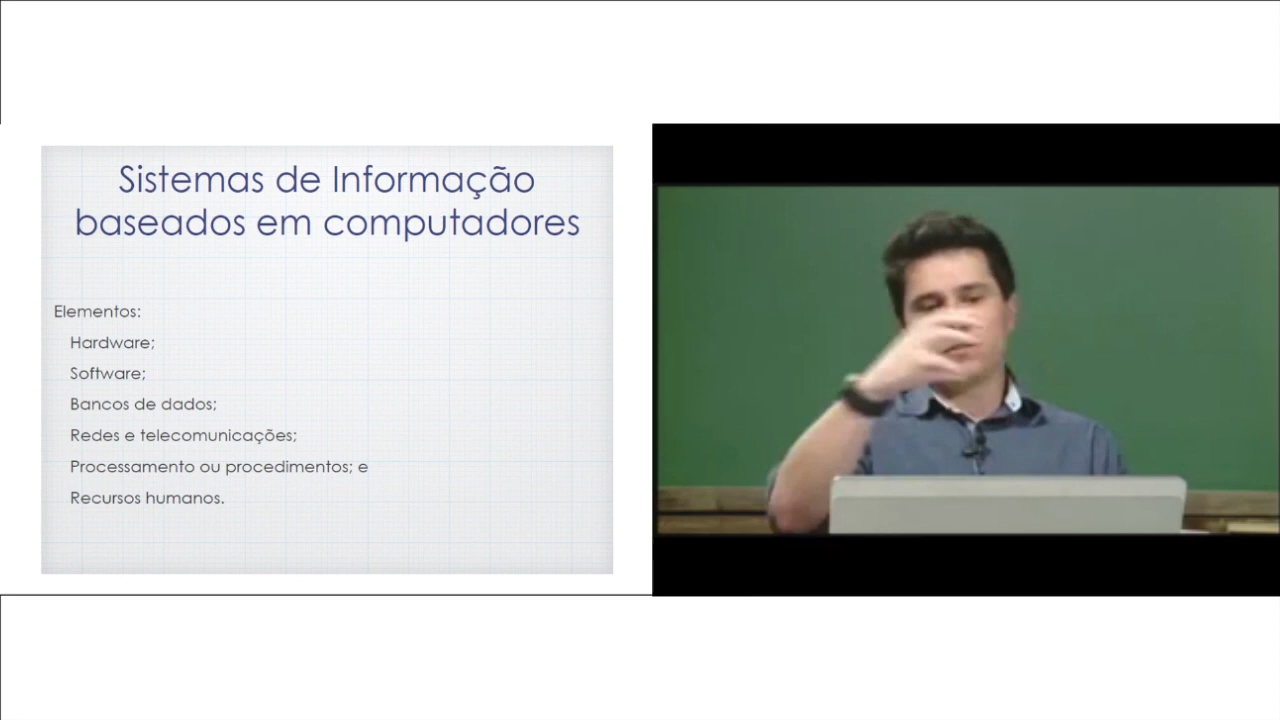 Sistemas de Informação
baseados em computadores
Elementos:
Hardware;
Software;
Bancos de dados;
Redes e telecomunicações;
Processamento ou procedimentos; e
Recursos humanos.